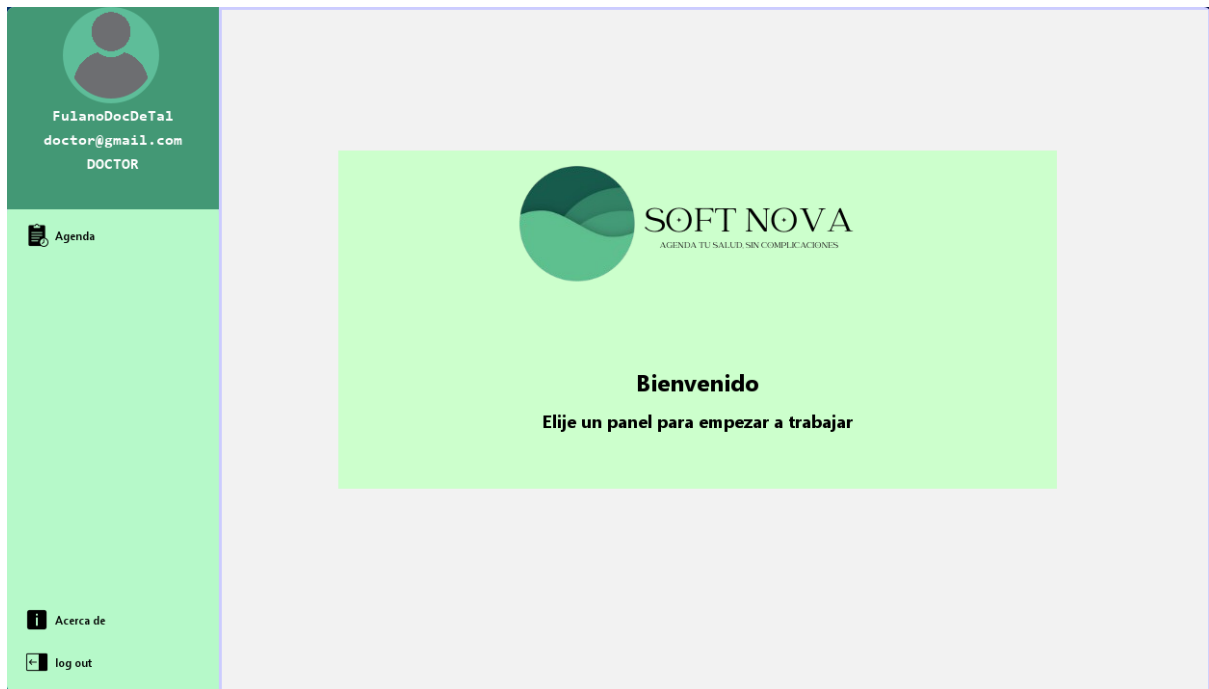 FulanoDocDeTal
doctor@gmail.com
DOCTOR
Agenda
Acerca de
log out
SOFT NOVA
AGENDA TU SALUD, SIN COMPLICACIONES
Bienvenido
Elije un panel para empezar a trabajar